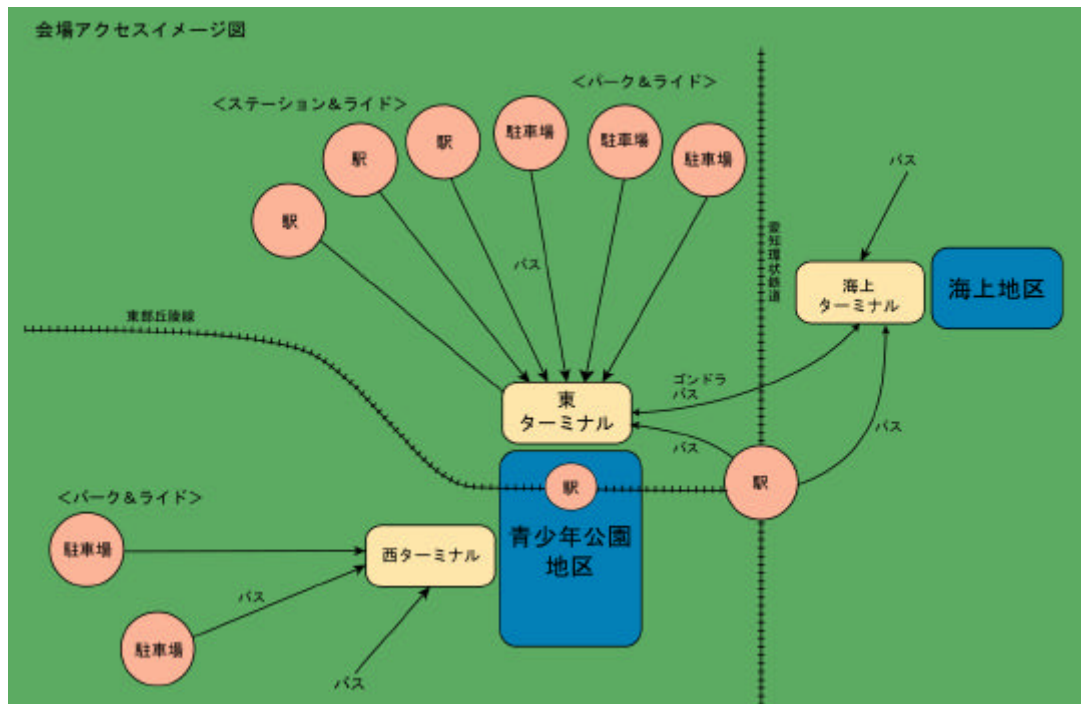 会場アクセスイメージ図
＜パーク＆ライド＞
＜ステーション＆ライド＞
駅
駅
駅
駐車場
駐車場
駐車場
バス
バス
愛知環状鉄道
海上
ターミナル
海上地区
東部丘陵線
東
ターミナル
ゴンドラ
バス
バス
バス
駅
駅
青少年公園
地区
＜パーク＆ライド＞
駐車場
西ターミナル
バス
駐車場
バス